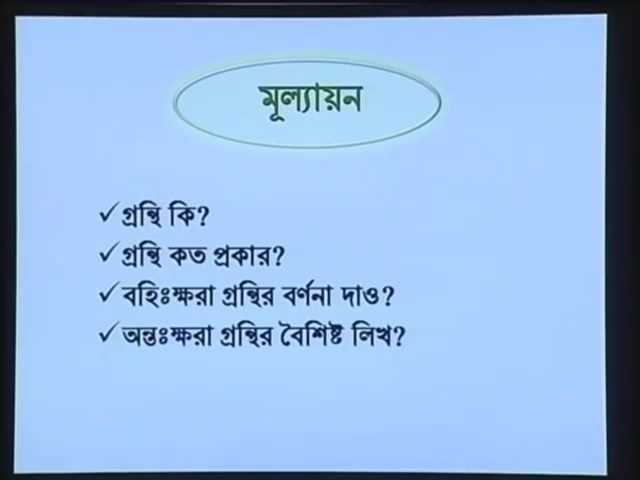 মূল্যায়ন
✓গ্রন্থি কি?
✓গ্রন্থি কত প্রকার?
✓বহিঃক্ষরা গ্রন্থির বর্ণনা দাও?
✓অন্তঃক্ষরা গ্রন্থির বৈশিষ্ট লিখ?